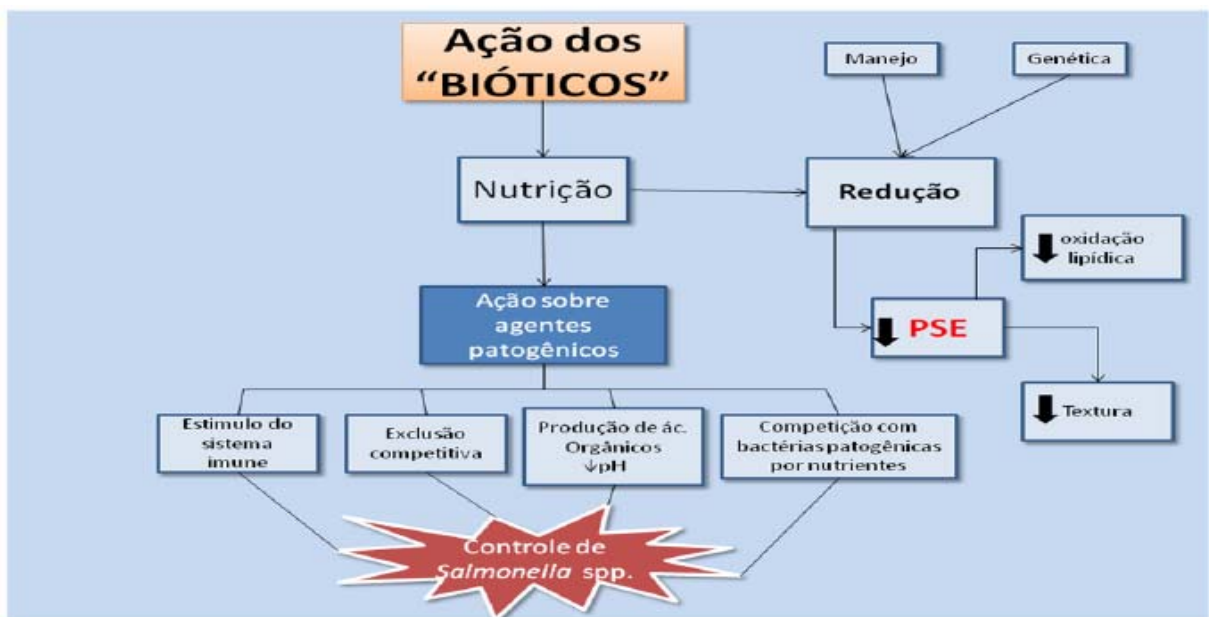 Ação dos
“BIÓTICOS”
Manejo
Genética
Nutrição
Redução
oxidação
lipídica
PSE
Textura
Ação sobre
agentes
patogênicos
Estimulo do
sistema
imune
Exclusão
competitiva
Produção de ác.
Orgânicos
↓pH
Competição com
bactérias patogênicas
por nutrientes
Controle de
Salmonella spp.